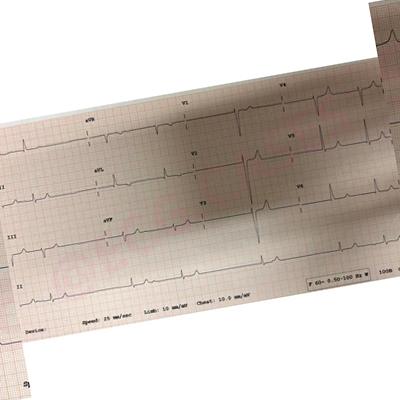 aVR V1 V4
II aVL V2 V5
III aVF V3 V6
II
Device: Speed: 25 mm/sec Limb: 10 mm/mV Chest: 10.0 mm/mV F 60~ 0.50-100 Hz W 100B